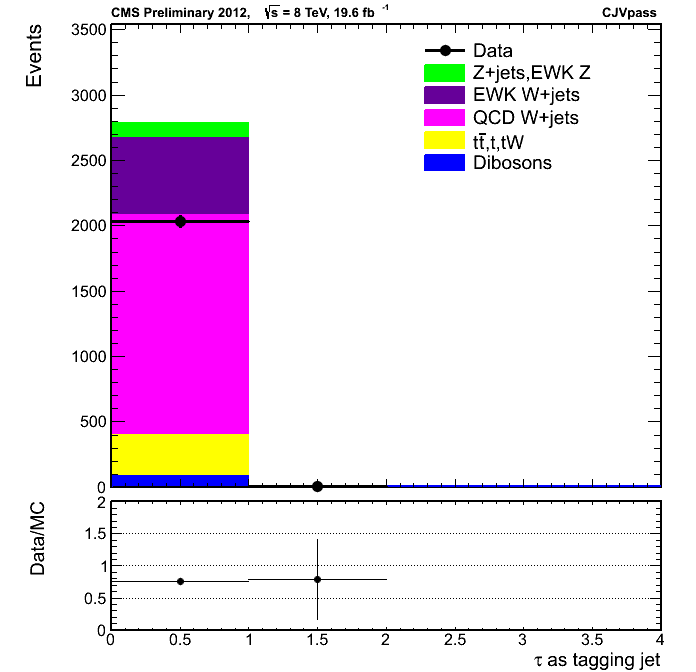 CMS Preliminary 2012, √s = 8 TeV, 19.6 fb⁻¹ CJVpass
Events
3500
3000
2500
2000
1500
1000
500
0
Data
Z+jets,EWK Z
EWK W+jets
QCD W+jets
tt̅,t,tW
Dibosons
Data/MC
2
1.5
1
0.5
0
0 0.5 1 1.5 2 2.5 3 3.5 4
τ as tagging jet